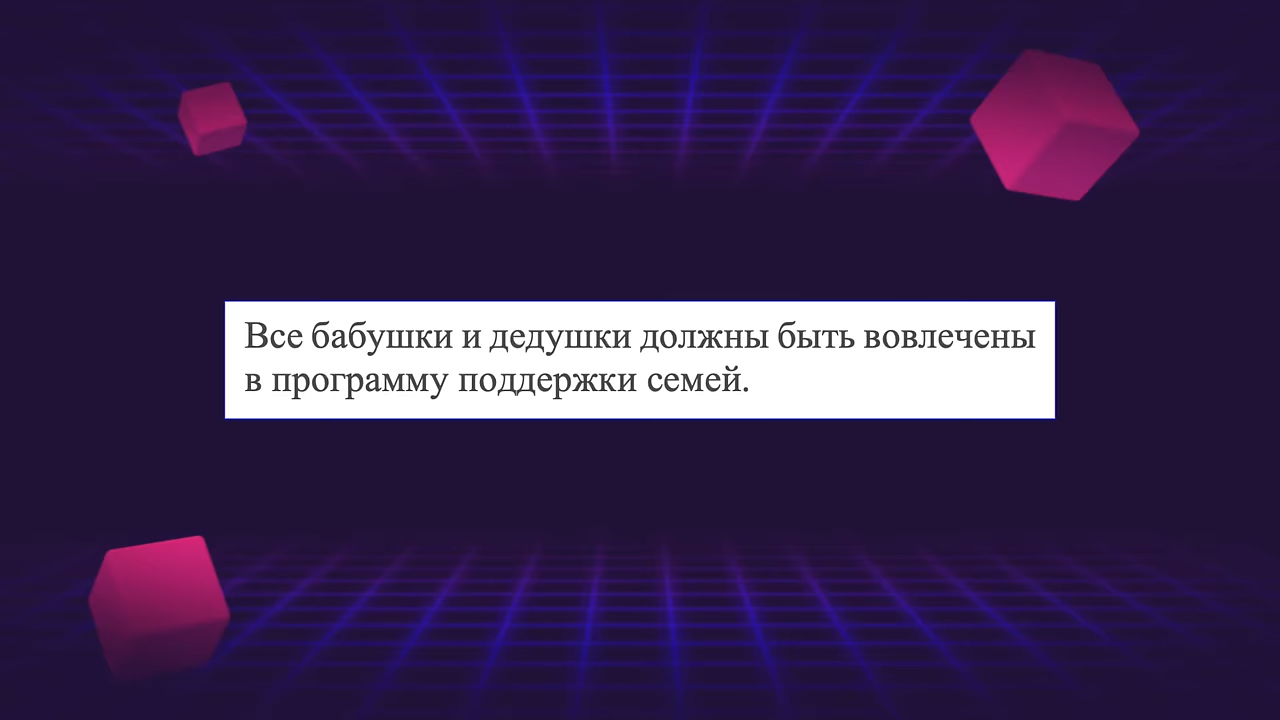 Все бабушки и дедушки должны быть вовлечены
в программу поддержки семей.